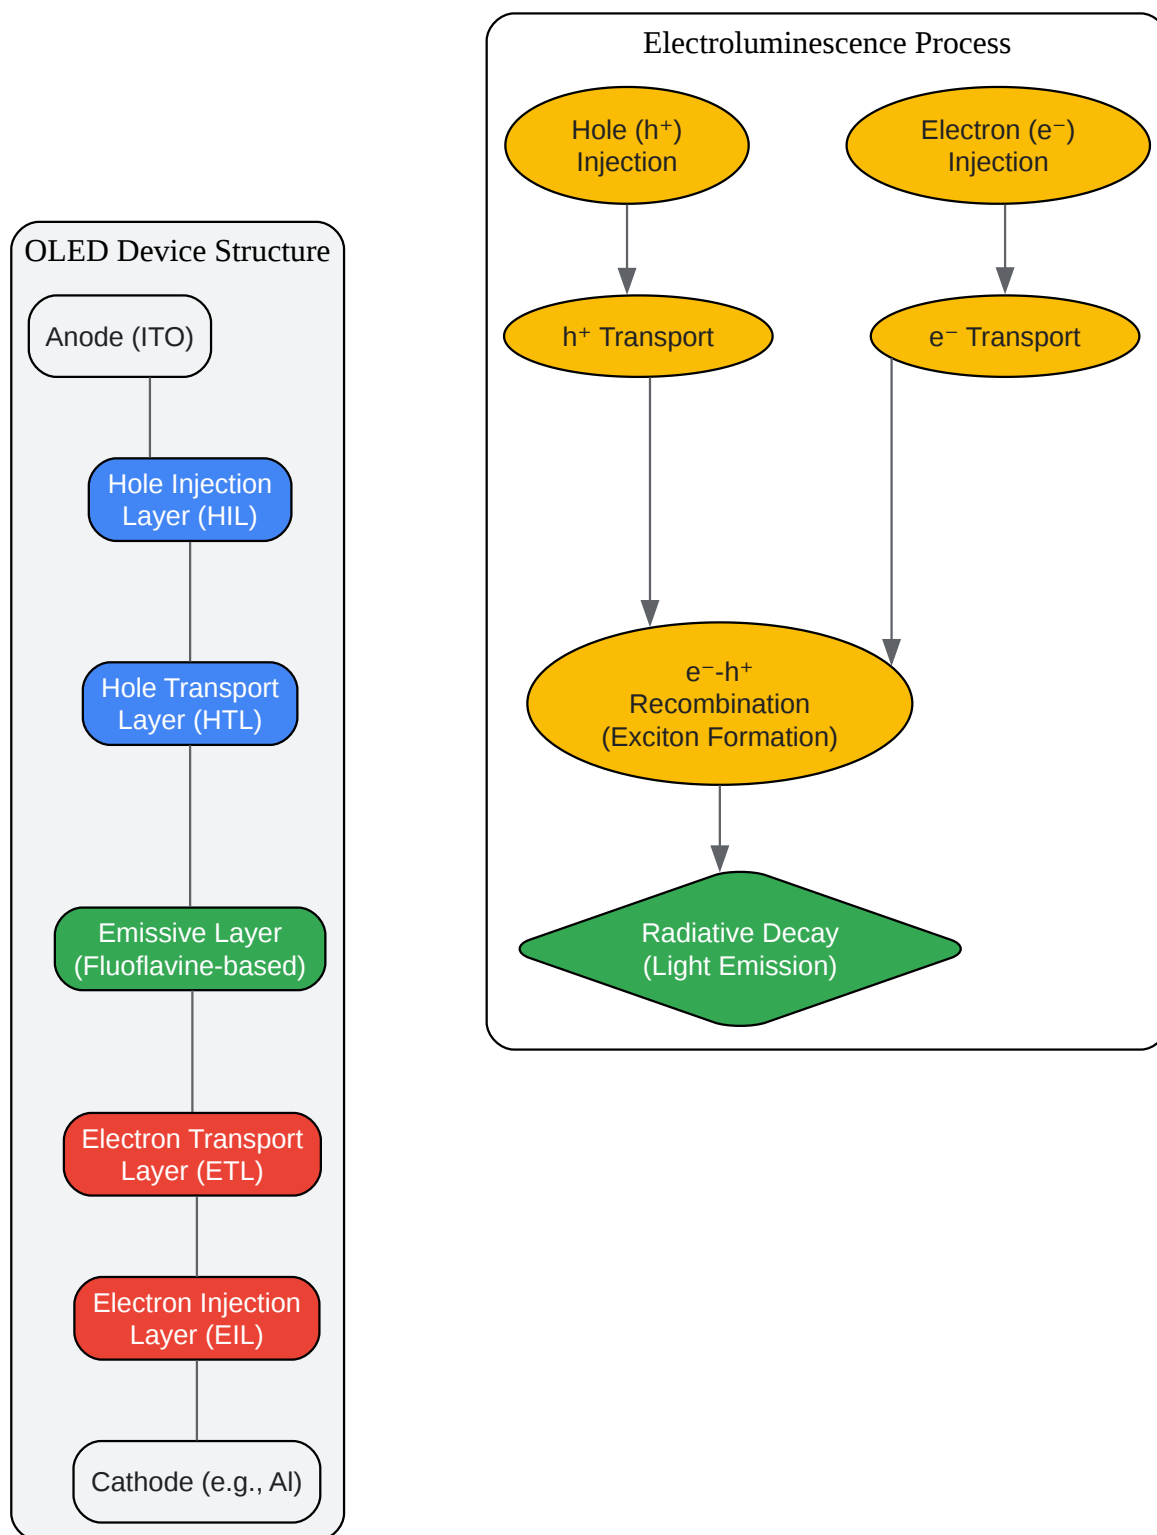 OLED Device Structure
Anode (ITO)
Hole Injection
Layer (HIL)
Hole Transport
Layer (HTL)
Emissive Layer
(Fluoflavine-based)
Electron Transport
Layer (ETL)
Electron Injection
Layer (EIL)
Cathode (e.g., Al)
Electroluminescence Process
Hole (h⁺)
Injection
Electron (e⁻)
Injection
h⁺ Transport
e⁻ Transport
e⁻-h⁺
Recombination
(Exciton Formation)
Radiative Decay
(Light Emission)